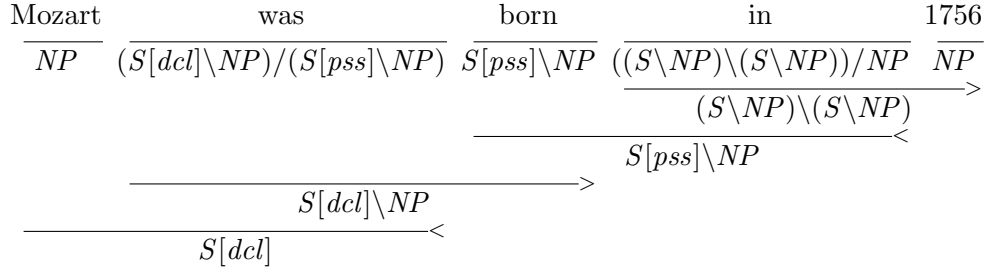 Mozart was born in 1756
NP (S[dcl]\NP)/(S[pss]\NP) S[pss]\NP ((S\NP)\(S\NP))/NP NP
>
(S\NP)\(S\NP)
<
S[pss]\NP
>
S[dcl]\NP
<
S[dcl]